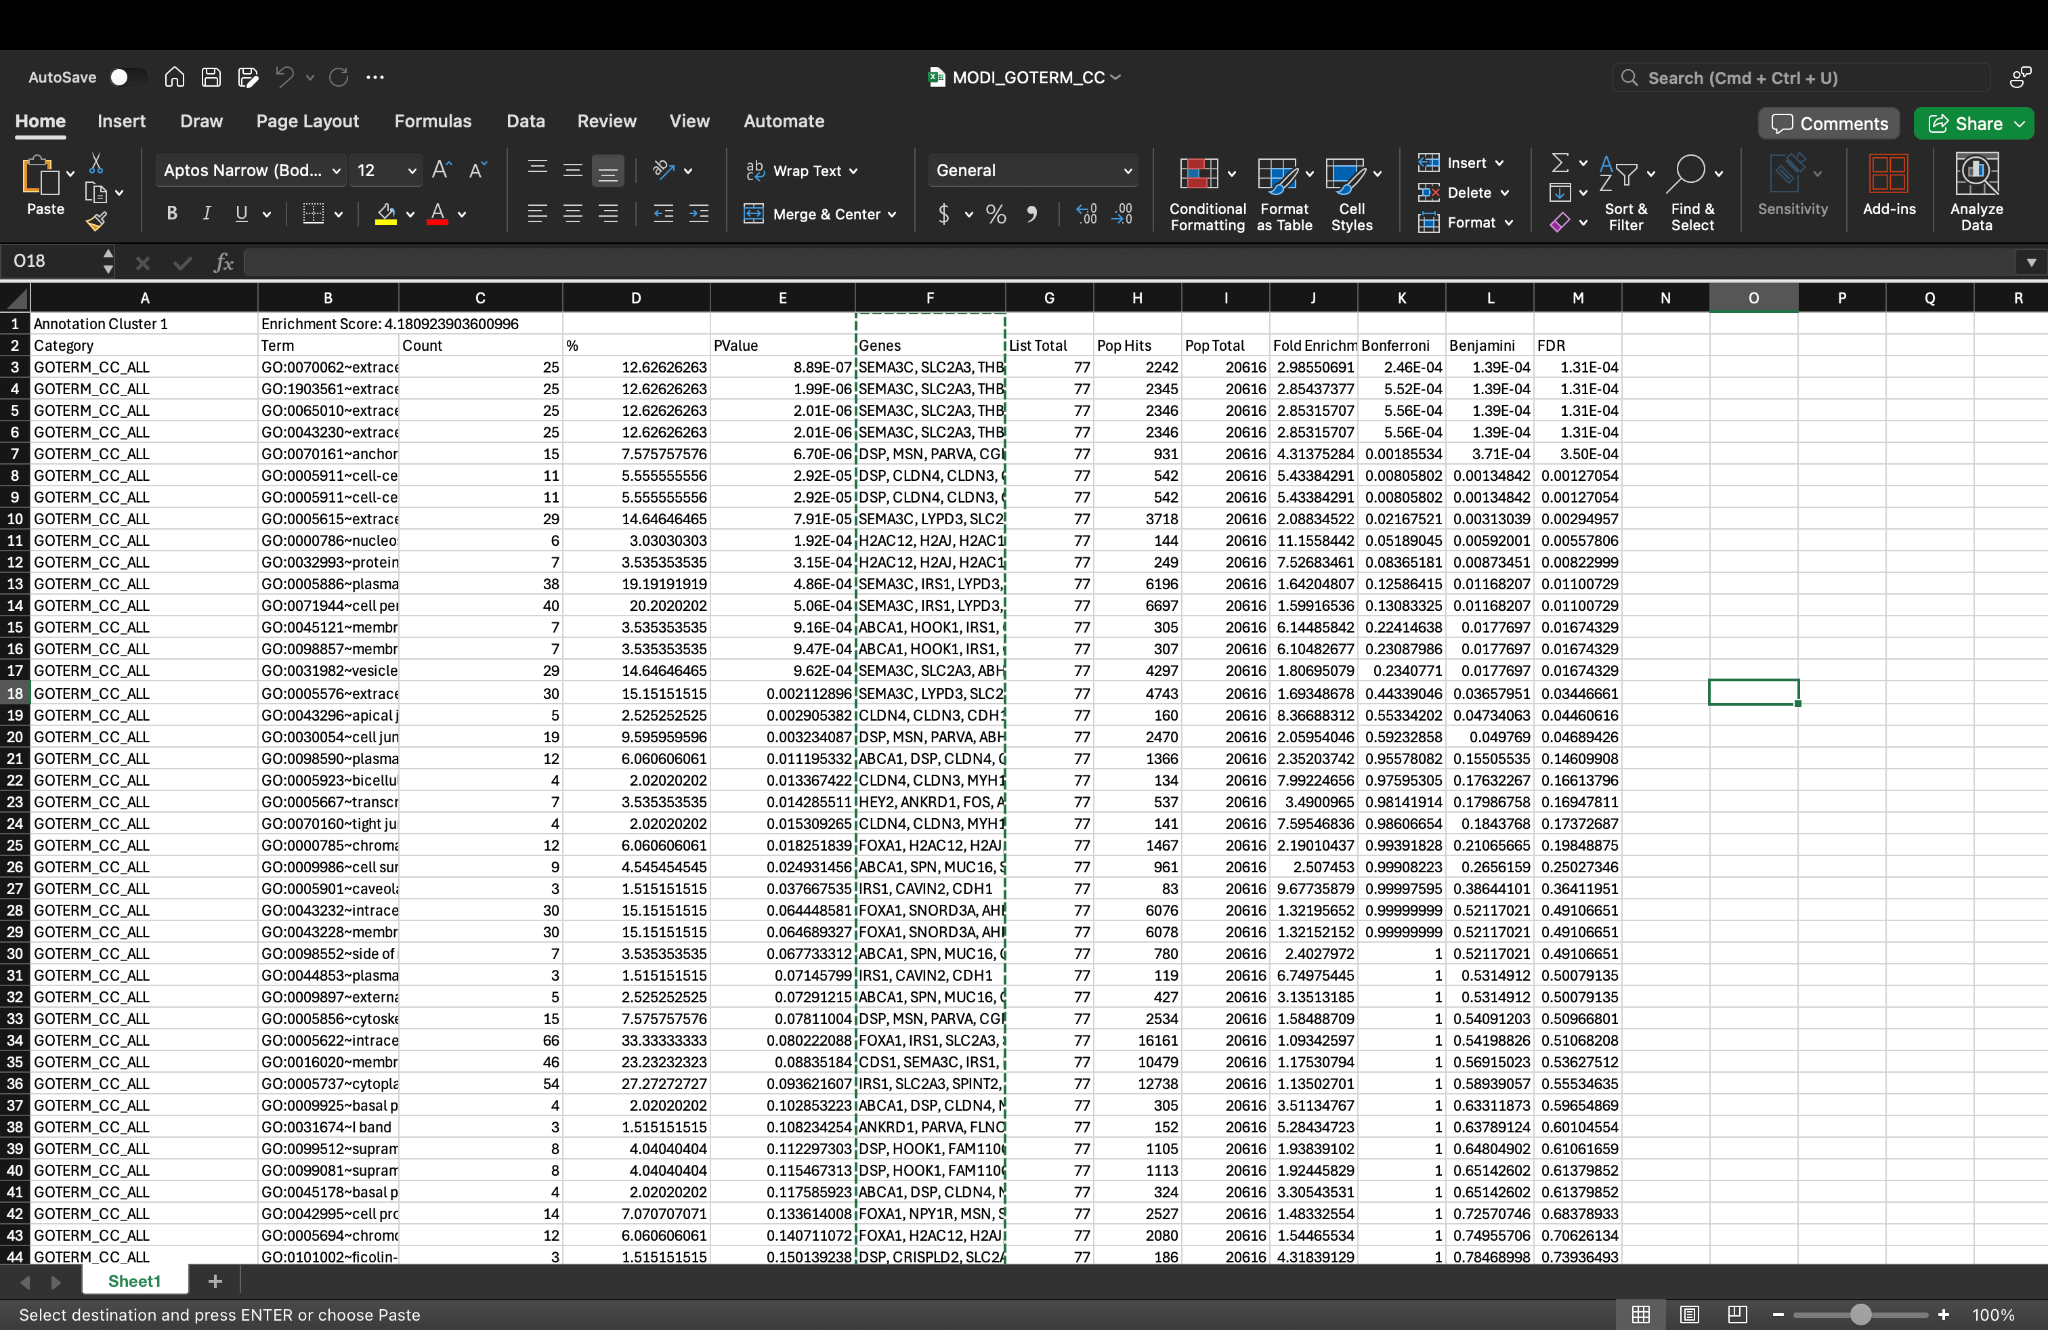 AutoSave MODI_GOTERM_CC Search (Cmd + Ctrl + U)
Home Insert Draw Page Layout Formulas Data Review View Automate Comments Share
Paste Aptos Narrow (Bod... 12 Wrap Text General Conditional Formatting Format as Table Cell Styles Insert Sort & Filter Find & Select Sensitivity Add-ins Analyze Data
B I U Merge & Center $ % Delete
Format
O18 fx
A B C D E F G H I J K L M N O P Q R
1 Annotation Cluster 1 Enrichment Score: 4.180923903600996
2 Category Term Count % PValue Genes List Total Pop Hits Pop Total Fold Enrichm Bonferroni Benjamini FDR
3 GOTERM_CC_ALL GO:0070062~extrace 25 12.62626263 8.89E-07 SEMA3C, SLC2A3, THB 77 2242 20616 2.98550691 2.46E-04 1.39E-04 1.31E-04
4 GOTERM_CC_ALL GO:1903561~extrace 25 12.62626263 1.99E-06 SEMA3C, SLC2A3, THB 77 2345 20616 2.85437377 5.52E-04 1.39E-04 1.31E-04
5 GOTERM_CC_ALL GO:0065010~extrace 25 12.62626263 2.01E-06 SEMA3C, SLC2A3, THB 77 2346 20616 2.85315707 5.56E-04 1.39E-04 1.31E-04
6 GOTERM_CC_ALL GO:0043230~extrace 25 12.62626263 2.01E-06 SEMA3C, SLC2A3, THB 77 2346 20616 2.85315707 5.56E-04 1.39E-04 1.31E-04
7 GOTERM_CC_ALL GO:0070161~anchor 15 7.575757576 6.70E-06 DSP, MSN, PARVA, CGI 77 931 20616 4.31375284 0.00185534 3.71E-04 3.50E-04
8 GOTERM_CC_ALL GO:0005911~cell-ce 11 5.555555556 2.92E-05 DSP, CLDN4, CLDN3, 77 542 20616 5.43384291 0.00805802 0.00134842 0.00127054
9 GOTERM_CC_ALL GO:0005911~cell-ce 11 5.555555556 2.92E-05 DSP, CLDN4, CLDN3, 77 542 20616 5.43384291 0.00805802 0.00134842 0.00127054
10 GOTERM_CC_ALL GO:0005615~extrace 29 14.64646465 7.91E-05 SEMA3C, LYPD3, SLC2 77 3718 20616 2.08834522 0.02167521 0.00313039 0.00294957
11 GOTERM_CC_ALL GO:0000786~nucleo 6 3.03030303 1.92E-04 H2AC12, H2AJ, H2AC1 77 144 20616 11.1558442 0.05189045 0.00592001 0.00557806
12 GOTERM_CC_ALL GO:0032993~protein 7 3.535353535 3.15E-04 H2AC12, H2AJ, H2AC1 77 249 20616 7.52683461 0.08365181 0.00873451 0.00822999
13 GOTERM_CC_ALL GO:0005886~plasma 38 19.19191919 4.86E-04 SEMA3C, IRS1, LYPD3, 77 6196 20616 1.64204807 0.12586415 0.01168207 0.01100729
14 GOTERM_CC_ALL GO:0071944~cell per 40 20.2020202 5.06E-04 SEMA3C, IRS1, LYPD3, 77 6697 20616 1.59916536 0.13083325 0.01168207 0.01100729
15 GOTERM_CC_ALL GO:0045121~membr 7 3.535353535 9.16E-04 ABCA1, HOOK1, IRS1, 77 305 20616 6.14485842 0.22414638 0.0177697 0.01674329
16 GOTERM_CC_ALL GO:0098857~membr 7 3.535353535 9.47E-04 ABCA1, HOOK1, IRS1, 77 307 20616 6.10482677 0.23087986 0.0177697 0.01674329
17 GOTERM_CC_ALL GO:0031982~vesicle 29 14.64646465 9.62E-04 SEMA3C, SLC2A3, ABH 77 4297 20616 1.80695079 0.2340771 0.0177697 0.01674329
18 GOTERM_CC_ALL GO:0005576~extrace 30 15.15151515 0.002112896 SEMA3C, LYPD3, SLC2 77 4743 20616 1.69348678 0.44339046 0.03657951 0.03446661
19 GOTERM_CC_ALL GO:0043296~apical j 5 2.525252525 0.002905382 CLDN4, CLDN3, CDH1 77 160 20616 8.36688312 0.55334202 0.04734063 0.04460616
20 GOTERM_CC_ALL GO:0030054~cell jun 19 9.595959596 0.003234087 DSP, MSN, PARVA, ABH 77 2470 20616 2.05954046 0.59232858 0.049769 0.04689426
21 GOTERM_CC_ALL GO:0098590~plasma 12 6.060606061 0.011195332 ABCA1, DSP, CLDN4, 77 1366 20616 2.35203742 0.95578082 0.15505535 0.14609908
22 GOTERM_CC_ALL GO:0005923~bicellu 4 2.02020202 0.013367422 CLDN4, CLDN3, MYH1 77 134 20616 7.99224656 0.97595305 0.17632267 0.16613796
23 GOTERM_CC_ALL GO:0005667~transcr 7 3.535353535 0.014285511 HEY2, ANKRD1, FOS, A 77 537 20616 3.4900965 0.98141914 0.17986758 0.16947811
24 GOTERM_CC_ALL GO:0070160~tight ju 4 2.02020202 0.015309265 CLDN4, CLDN3, MYH1 77 141 20616 7.59546836 0.98606654 0.1843768 0.17372687
25 GOTERM_CC_ALL GO:0000785~chroma 12 6.060606061 0.018251839 FOXA1, H2AC12, H2AJ 77 1467 20616 2.19010437 0.99391828 0.21065665 0.19848875
26 GOTERM_CC_ALL GO:0009986~cell sur 9 4.545454545 0.024931456 ABCA1, SPN, MUC16, S 77 961 20616 2.507453 0.99908223 0.2656159 0.25027346
27 GOTERM_CC_ALL GO:0005901~caveola 3 1.515151515 0.037667535 IRS1, CAVIN2, CDH1 77 83 20616 9.67735879 0.99997595 0.38644101 0.36411951
28 GOTERM_CC_ALL GO:0043232~intrace 30 15.15151515 0.064448581 FOXA1, SNORD3A, AHI 77 6076 20616 1.32195652 0.99999999 0.52117021 0.49106651
29 GOTERM_CC_ALL GO:0043228~membr 30 15.15151515 0.064689327 FOXA1, SNORD3A, AHI 77 6078 20616 1.32152152 0.99999999 0.52117021 0.49106651
30 GOTERM_CC_ALL GO:0098552~side of 7 3.535353535 0.067733312 ABCA1, SPN, MUC16, 77 780 20616 2.4027972 1 0.52117021 0.49106651
31 GOTERM_CC_ALL GO:0044853~plasma 3 1.515151515 0.07145799 IRS1, CAVIN2, CDH1 77 119 20616 6.74975445 1 0.5314912 0.50079135
32 GOTERM_CC_ALL GO:0009897~externa 5 2.525252525 0.07291215 ABCA1, SPN, MUC16, 77 427 20616 3.13513185 1 0.5314912 0.50079135
33 GOTERM_CC_ALL GO:0005856~cytoske 15 7.575757576 0.07811004 DSP, MSN, PARVA, CGI 77 2534 20616 1.58488709 1 0.54091203 0.50966801
34 GOTERM_CC_ALL GO:0005622~intrace 66 33.33333333 0.080222088 FOXA1, IRS1, SLC2A3, 77 16161 20616 1.09342597 1 0.54198826 0.51068208
35 GOTERM_CC_ALL GO:0016020~membr 46 23.23232323 0.08835184 CDS1, SEMA3C, IRS1, 77 10479 20616 1.17530794 1 0.56915023 0.53627512
36 GOTERM_CC_ALL GO:0005737~cytopla 54 27.27272727 0.093621607 IRS1, SLC2A3, SPINT2, 77 12738 20616 1.13502701 1 0.58939057 0.55534635
37 GOTERM_CC_ALL GO:0009925~basal p 4 2.02020202 0.102853223 ABCA1, DSP, CLDN4, 77 305 20616 3.51134767 1 0.63311873 0.59654869
38 GOTERM_CC_ALL GO:0031674~I band 3 1.515151515 0.108234254 ANKRD1, PARVA, FLNC 77 152 20616 5.28434723 1 0.63789124 0.60104554
39 GOTERM_CC_ALL GO:0099512~supram 8 4.04040404 0.112297303 DSP, HOOK1, FAM110 77 1105 20616 1.93839102 1 0.64804902 0.61061659
40 GOTERM_CC_ALL GO:0099081~supram 8 4.04040404 0.115467313 DSP, HOOK1, FAM110 77 1113 20616 1.92445829 1 0.65142602 0.61379852
41 GOTERM_CC_ALL GO:0045178~basal p 4 2.02020202 0.117585923 ABCA1, DSP, CLDN4, 77 324 20616 3.30543531 1 0.65142602 0.61379852
42 GOTERM_CC_ALL GO:0042995~cell pro 14 7.070707071 0.133614008 FOXA1, NPY1R, MSN, S 77 2527 20616 1.48332554 1 0.72570746 0.68378933
43 GOTERM_CC_ALL GO:0005694~chromo 12 6.060606061 0.140711072 FOXA1, H2AC12, H2AJ 77 2080 20616 1.54465534 1 0.74955706 0.70626134
44 GOTERM_CC_ALL GO:0101002~ficolin- 3 1.515151515 0.150139238 DSP, CRISPLD2, SLC2A 77 186 20616 4.31839129 1 0.78468998 0.73936493
Sheet1
Select destination and press ENTER or choose Paste 100%